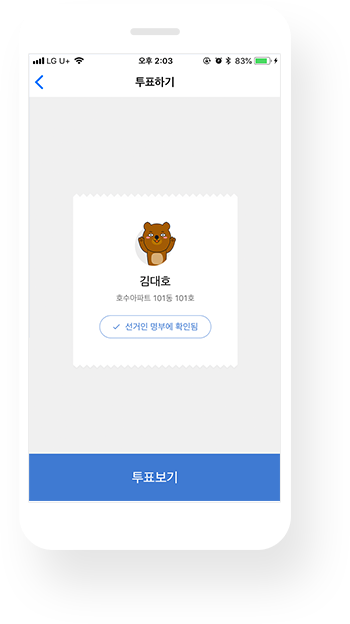 LG U+ 오후 2:03 83%
투표하기
김대호
호수아파트 101동 101호
선거인 명부에 확인됨
투표보기